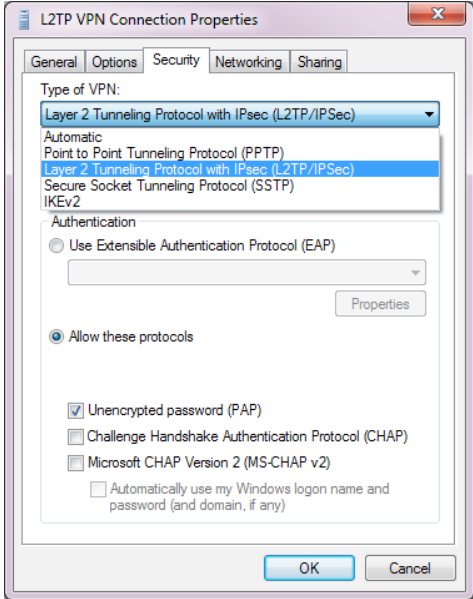 L2TP VPN Connection Properties
General Options Security Networking Sharing
Type of VPN:
Layer 2 Tunneling Protocol with IPsec (L2TP/IPSec)
Automatic
Point to Point Tunneling Protocol (PPTP)
Layer 2 Tunneling Protocol with IPsec (L2TP/IPSec)
Secure Socket Tunneling Protocol (SSTP)
IKEv2
Authentication
Use Extensible Authentication Protocol (EAP)
Properties
Allow these protocols
Unencrypted password (PAP)
Challenge Handshake Authentication Protocol (CHAP)
Microsoft CHAP Version 2 (MS-CHAP v2)
Automatically use my Windows logon name and
password (and domain, if any)
OK Cancel